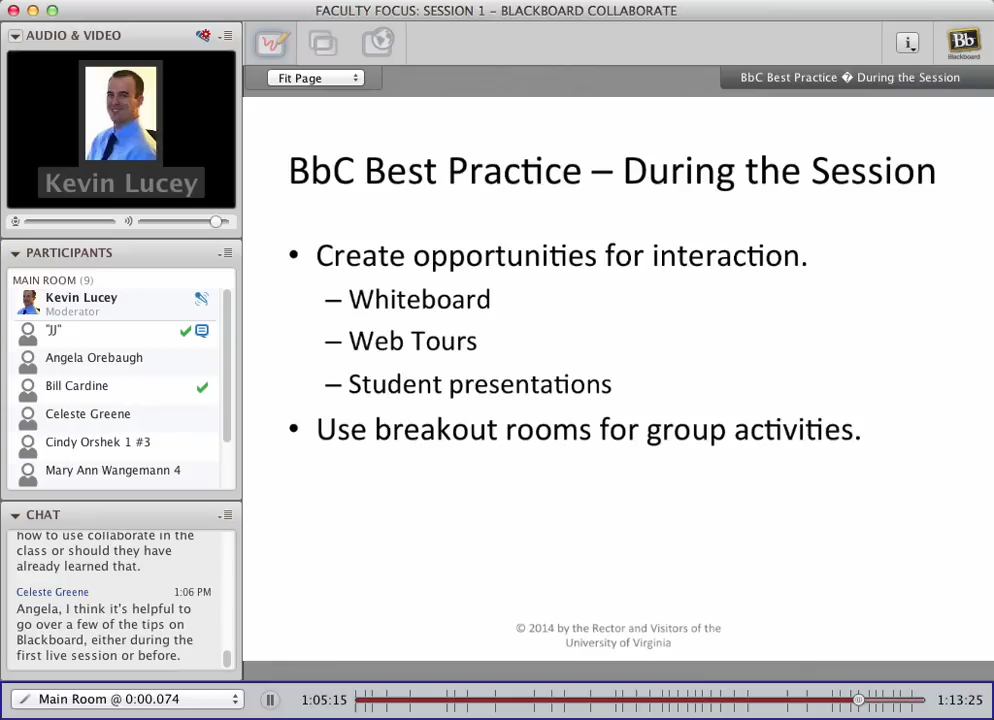 FACULTY FOCUS: SESSION 1 – BLACKBOARD COLLABORATE
AUDIO & VIDEO
Kevin Lucey
PARTICIPANTS
MAIN ROOM (9)
Kevin Lucey
Moderator
"JJ"
Angela Orebaugh
Bill Cardine
Celeste Greene
Cindy Orshek 1 #3
Mary Ann Wangemann 4
CHAT
how to use collaborate in the
class or should they have
already learned that.
Celeste Greene 1:06 PM
Angela, I think it's helpful to
go over a few of the tips on
Blackboard, either during the
first live session or before.
i
Bb
Blackboard
Fit Page
BbC Best Practice � During the Session
BbC Best Practice – During the Session
• Create opportunities for interaction.
– Whiteboard
– Web Tours
– Student presentations
• Use breakout rooms for group activities.
© 2014 by the Rector and Visitors of the
University of Virginia
Main Room @ 0:00.074
1:05:15
1:13:25